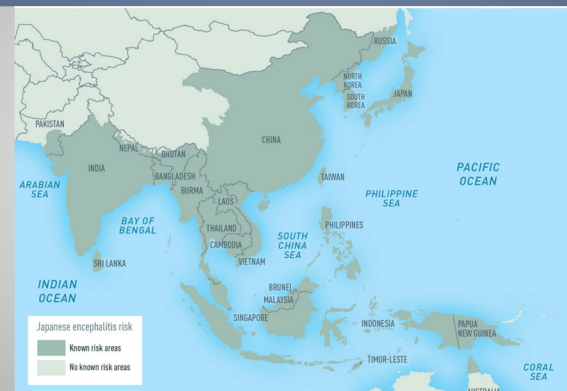 RUSSIA
NORTH
KOREA
SOUTH
KOREA
JAPAN
PAKISTAN
CHINA
NEPAL
BHUTAN
BANGLADESH
INDIA
BURMA
TAIWAN
LAOS
THAILAND
CAMBODIA
VIETNAM
PHILIPPINES
SRI LANKA
BRUNEI
MALAYSIA
SINGAPORE
INDONESIA
PAPUA
NEW GUINEA
TIMOR-LESTE
AUSTRALIA
ARABIAN
SEA
BAY OF
BENGAL
SOUTH
CHINA
SEA
PHILIPPINE
SEA
PACIFIC
OCEAN
INDIAN
OCEAN
CORAL
SEA
Japanese encephalitis risk
Known risk areas
No known risk areas